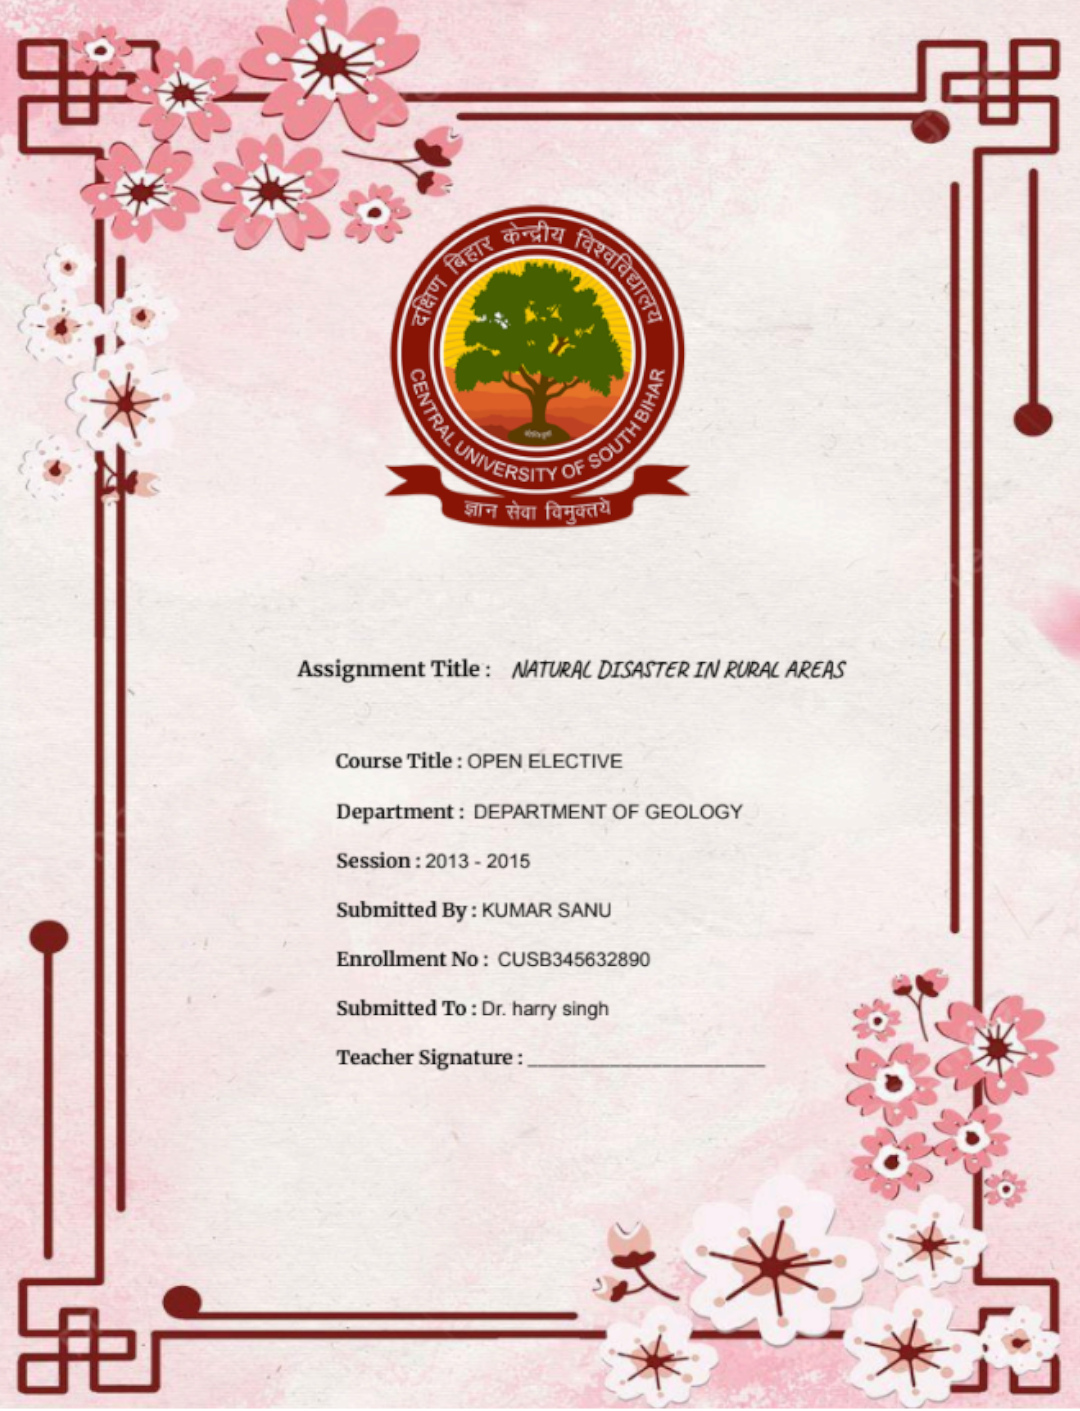 दक्षिण बिहार केन्द्रीय विश्वविद्यालय
CENTRAL UNIVERSITY OF SOUTH BIHAR
ज्ञान सेवा विमुक्तये
Assignment Title : NATURAL DISASTER IN RURAL AREAS
Course Title : OPEN ELECTIVE
Department : DEPARTMENT OF GEOLOGY
Session : 2013 - 2015
Submitted By : KUMAR SANU
Enrollment No : CUSB345632890
Submitted To : Dr. harry singh
Teacher Signature : ______________________